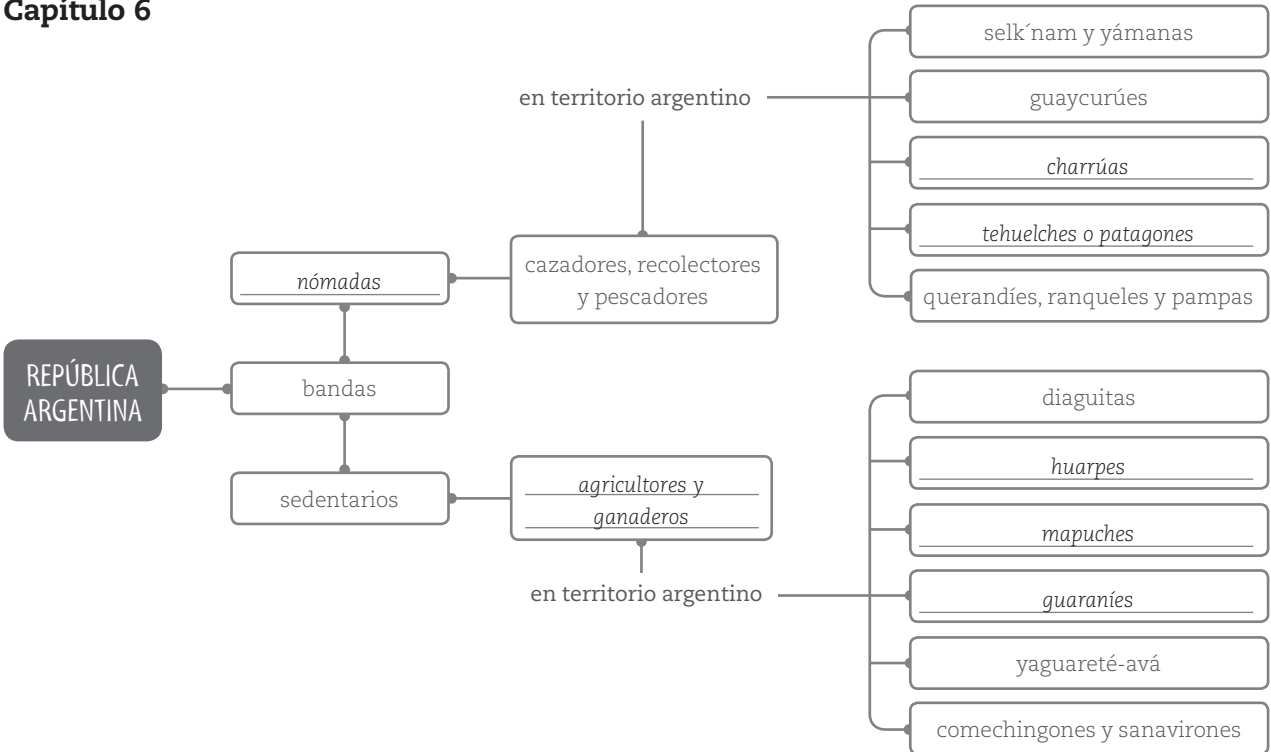 Capítulo 6
selk´nam y yámanas
en territorio argentino
guaycurúes
charrúas
tehuelches o patagones
nómadas
cazadores, recolectores
y pescadores
querandíes, ranqueles y pampas
REPÚBLICA
ARGENTINA
bandas
diaguitas
huarpes
sedentarios
agricultores y
ganaderos
mapuches
en territorio argentino
guaraníes
yaguareté-avá
comechingones y sanavirones